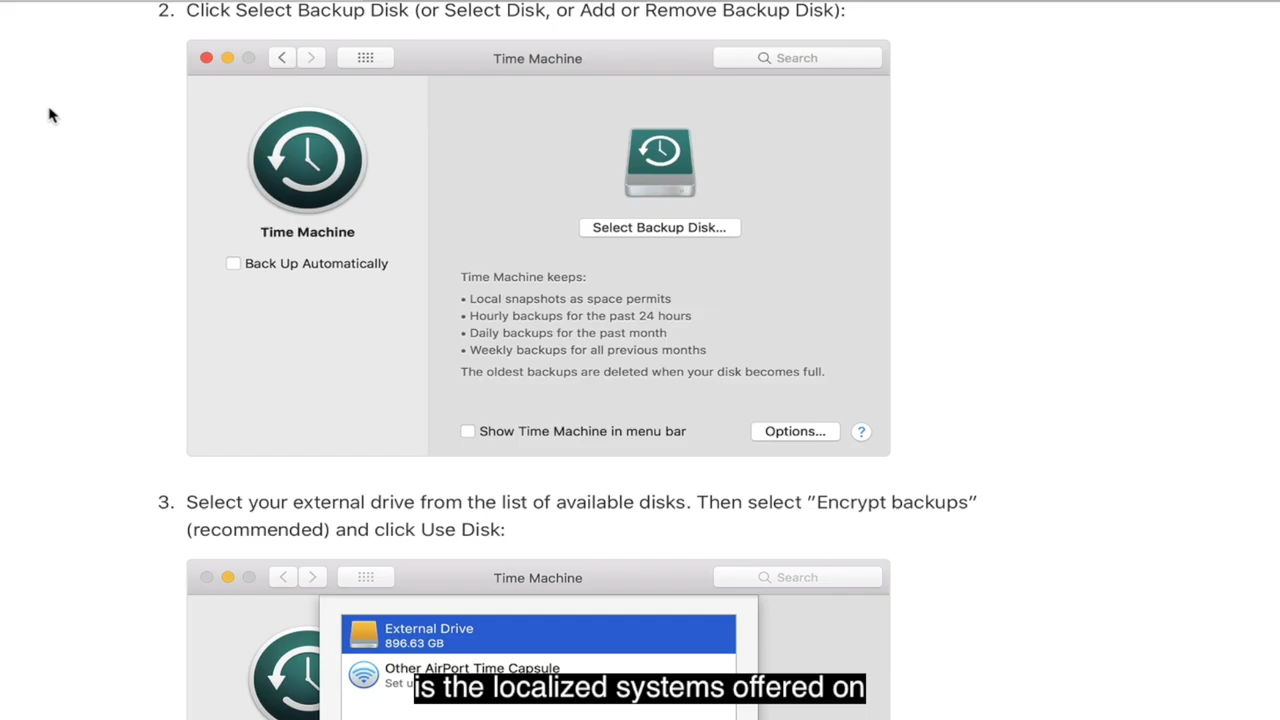 2. Click Select Backup Disk (or Select Disk, or Add or Remove Backup Disk):
Time Machine
Search
Time Machine
Back Up Automatically
Select Backup Disk...
Time Machine keeps:
• Local snapshots as space permits
• Hourly backups for the past 24 hours
• Daily backups for the past month
• Weekly backups for all previous months
The oldest backups are deleted when your disk becomes full.
Show Time Machine in menu bar
Options...
?
3. Select your external drive from the list of available disks. Then select ”Encrypt backups”
(recommended) and click Use Disk:
Time Machine
Search
External Drive
896.63 GB
Other AirPort Time Capsule
is the localized systems offered on